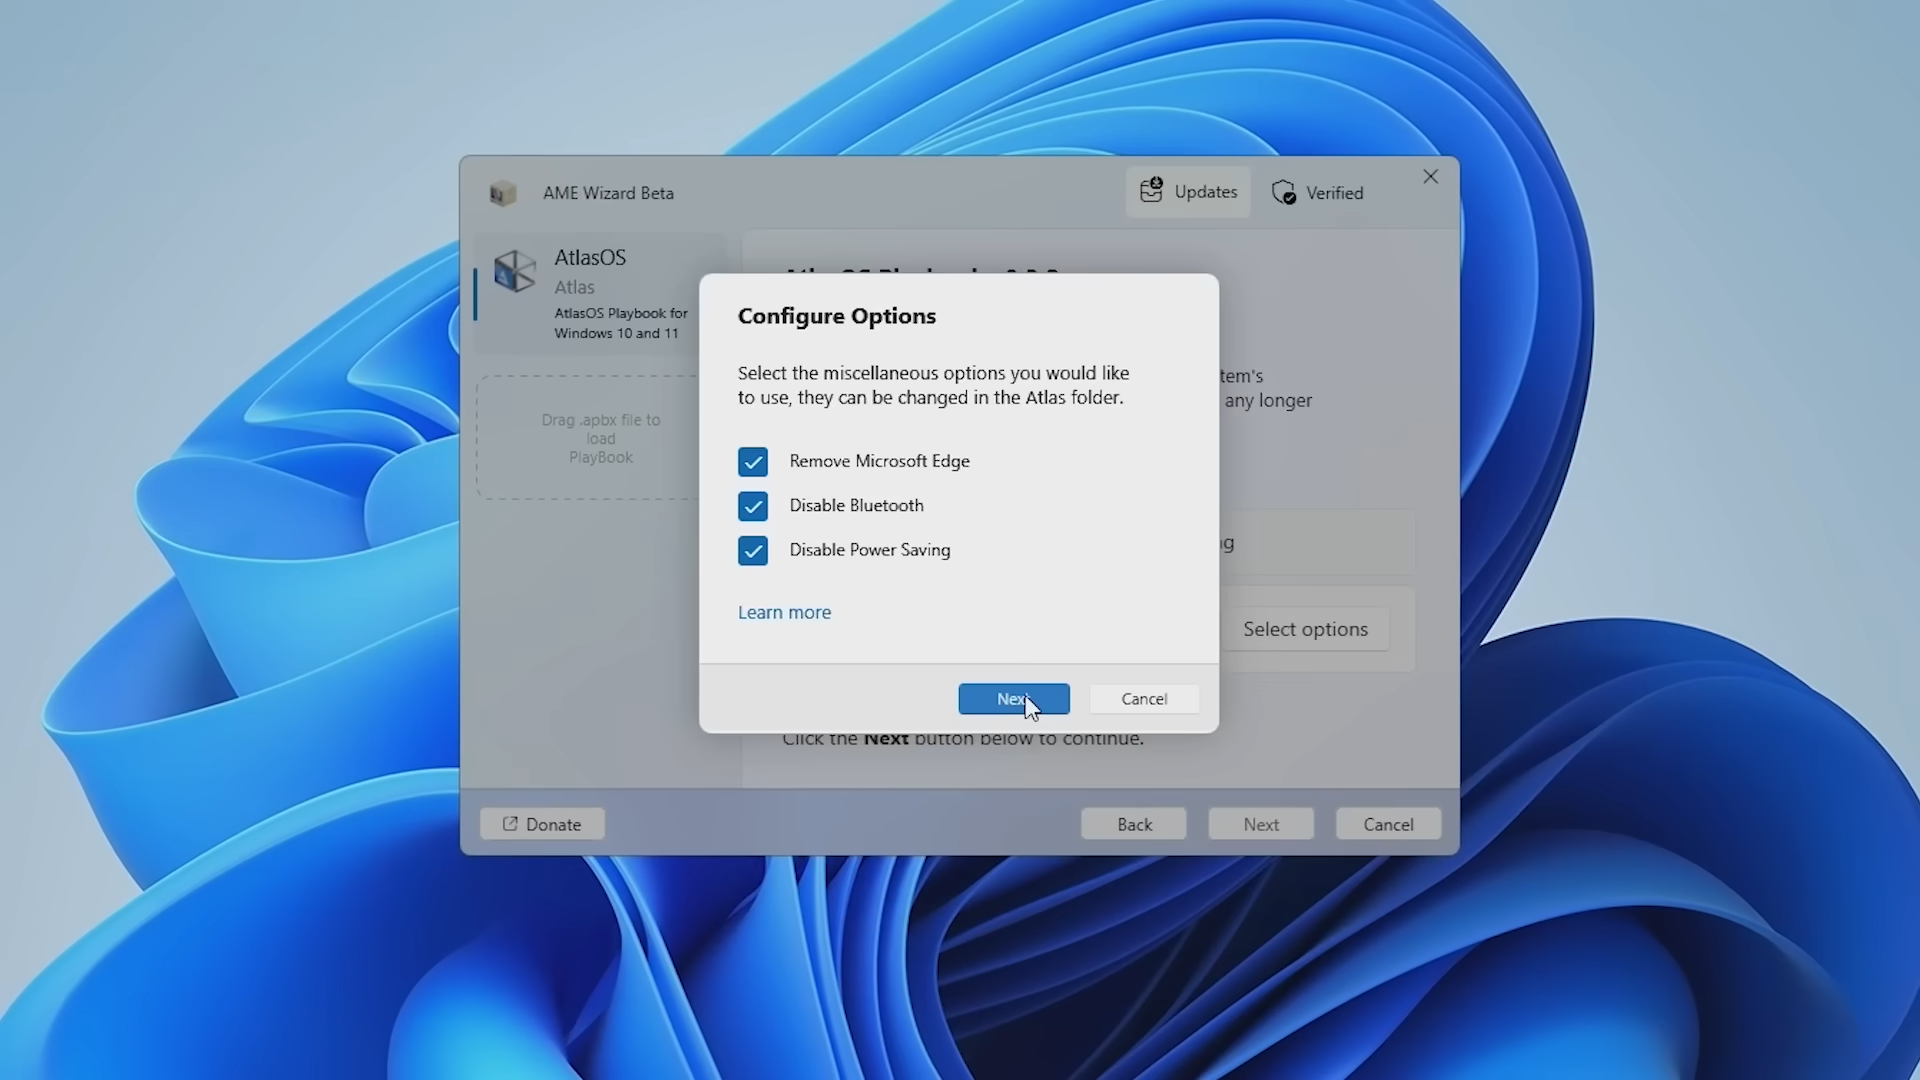 AME Wizard Beta
Updates
Verified
AtlasOS
Atlas
AtlasOS Playbook for
Windows 10 and 11
Drag .apbx file to
load
PlayBook
Configure Options
Select the miscellaneous options you would like
to use, they can be changed in the Atlas folder.
Remove Microsoft Edge
Disable Bluetooth
Disable Power Saving
Learn more
Next
Cancel
any longer
Select options
Click the Next button below to continue.
Donate
Back
Next
Cancel